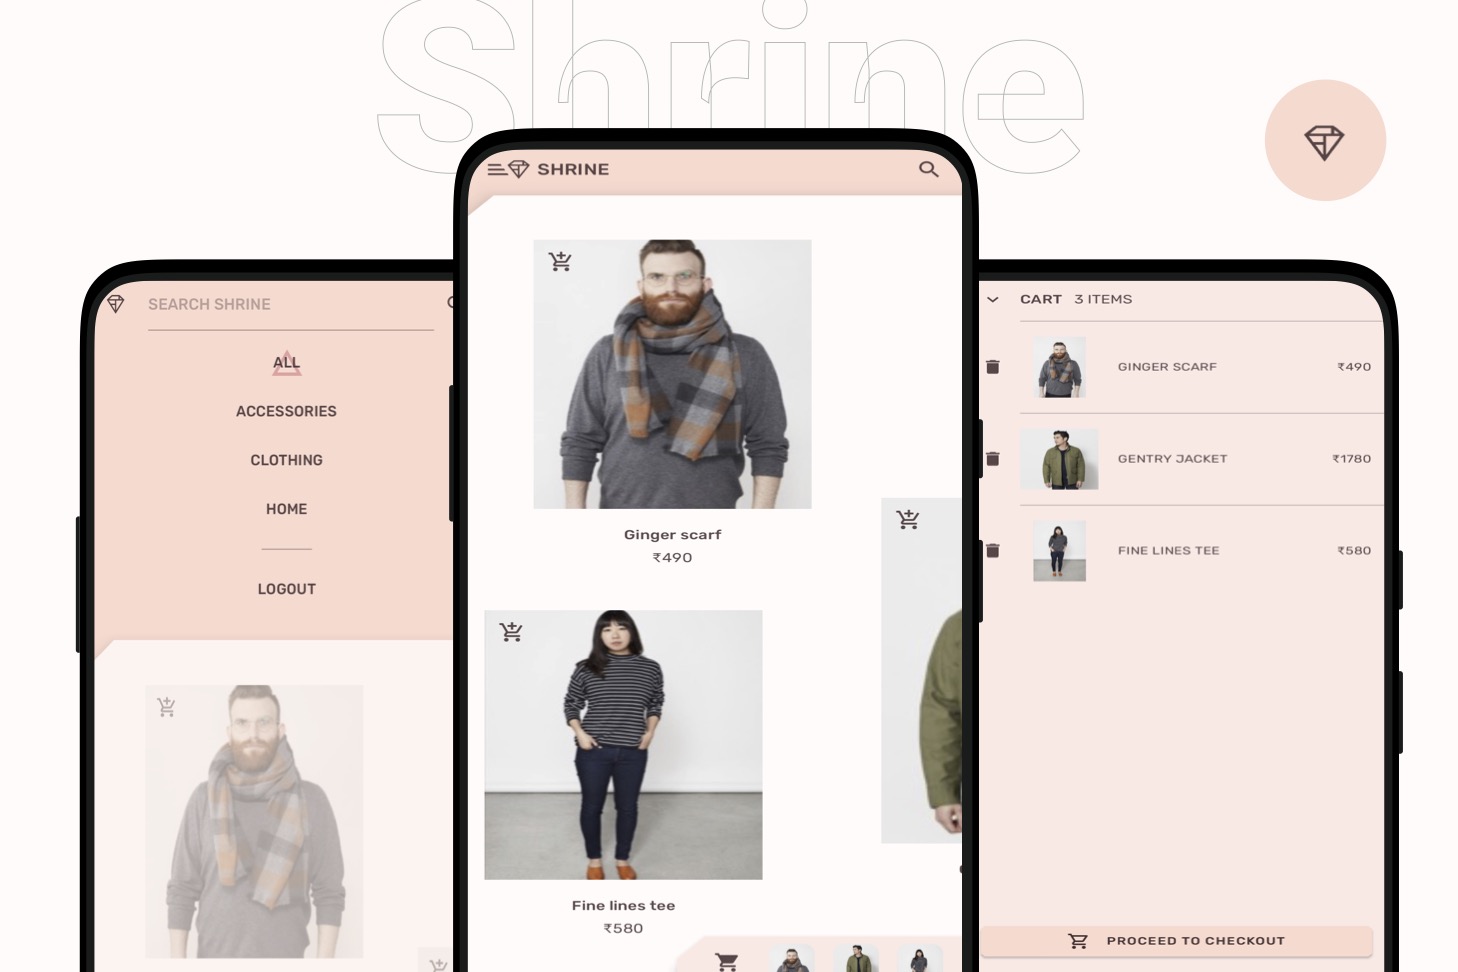 Shrine
SHRINE
SEARCH SHRINE
ALL
ACCESSORIES
CLOTHING
HOME
LOGOUT
Ginger scarf
₹490
Fine lines tee
₹580
CART 3 ITEMS
GINGER SCARF ₹490
GENTRY JACKET ₹1780
FINE LINES TEE ₹580
PROCEED TO CHECKOUT